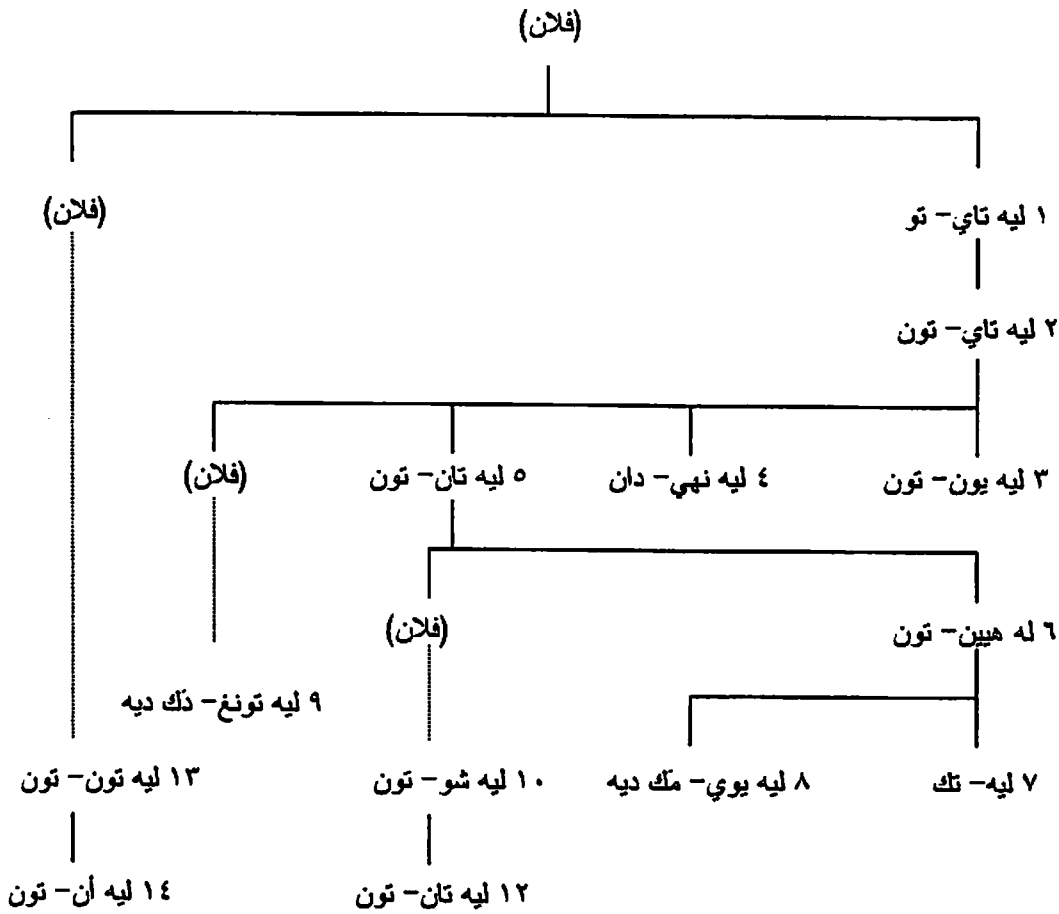 (فلان)
١ ليه تاي- تو
(فلان)
٢ ليه تاي- تون
٣ ليه يون- تون
٤ ليه نهي- دان
٥ ليه تان- تون
(فلان)
٦ له هيين- تون
(فلان)
٩ ليه تونغ- دك ديه
٧ ليه- تك
٨ ليه يوي- مك ديه
١٠ ليه شو- تون
١٣ ليه تون- تون
١٢ ليه تان- تون
١٤ ليه أن- تون